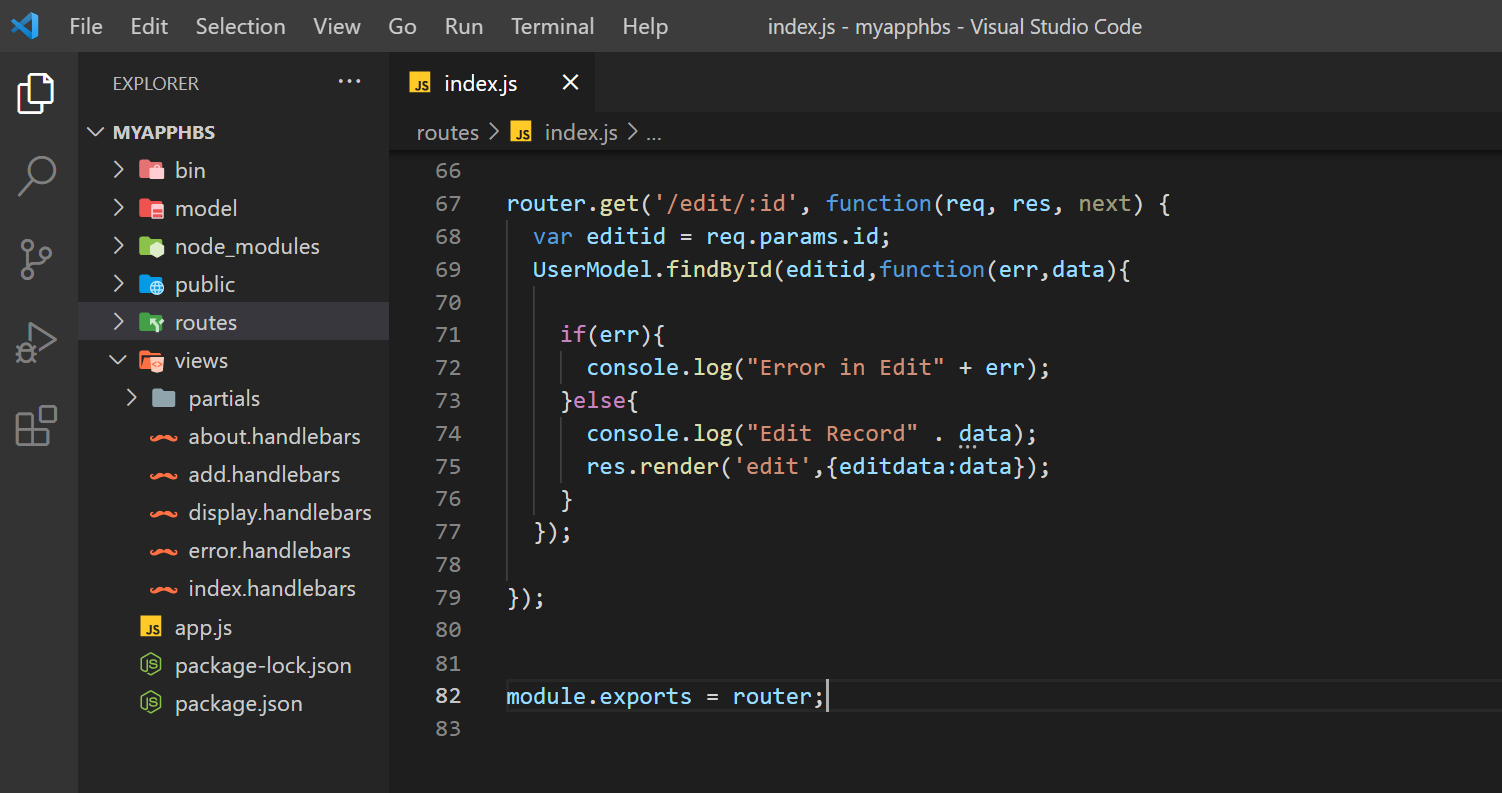 File Edit Selection View Go Run Terminal Help index.js - myapphbs - Visual Studio Code
EXPLORER ...
MYAPPHBS
bin
model
node_modules
public
routes
views
partials
about.handlebars
add.handlebars
display.handlebars
error.handlebars
index.handlebars
JS app.js
JS package-lock.json
JS package.json
JS index.js
routes > JS index.js > ...
66
67 router.get('/edit/:id', function(req, res, next) {
68 var editid = req.params.id;
69 UserModel.findById(editid,function(err,data){
70
71 if(err){
72 console.log("Error in Edit" + err);
73 }else{
74 console.log("Edit Record" . data);
75 res.render('edit',{editdata:data});
76 }
77 });
78
79 });
80
81
82 module.exports = router;
83